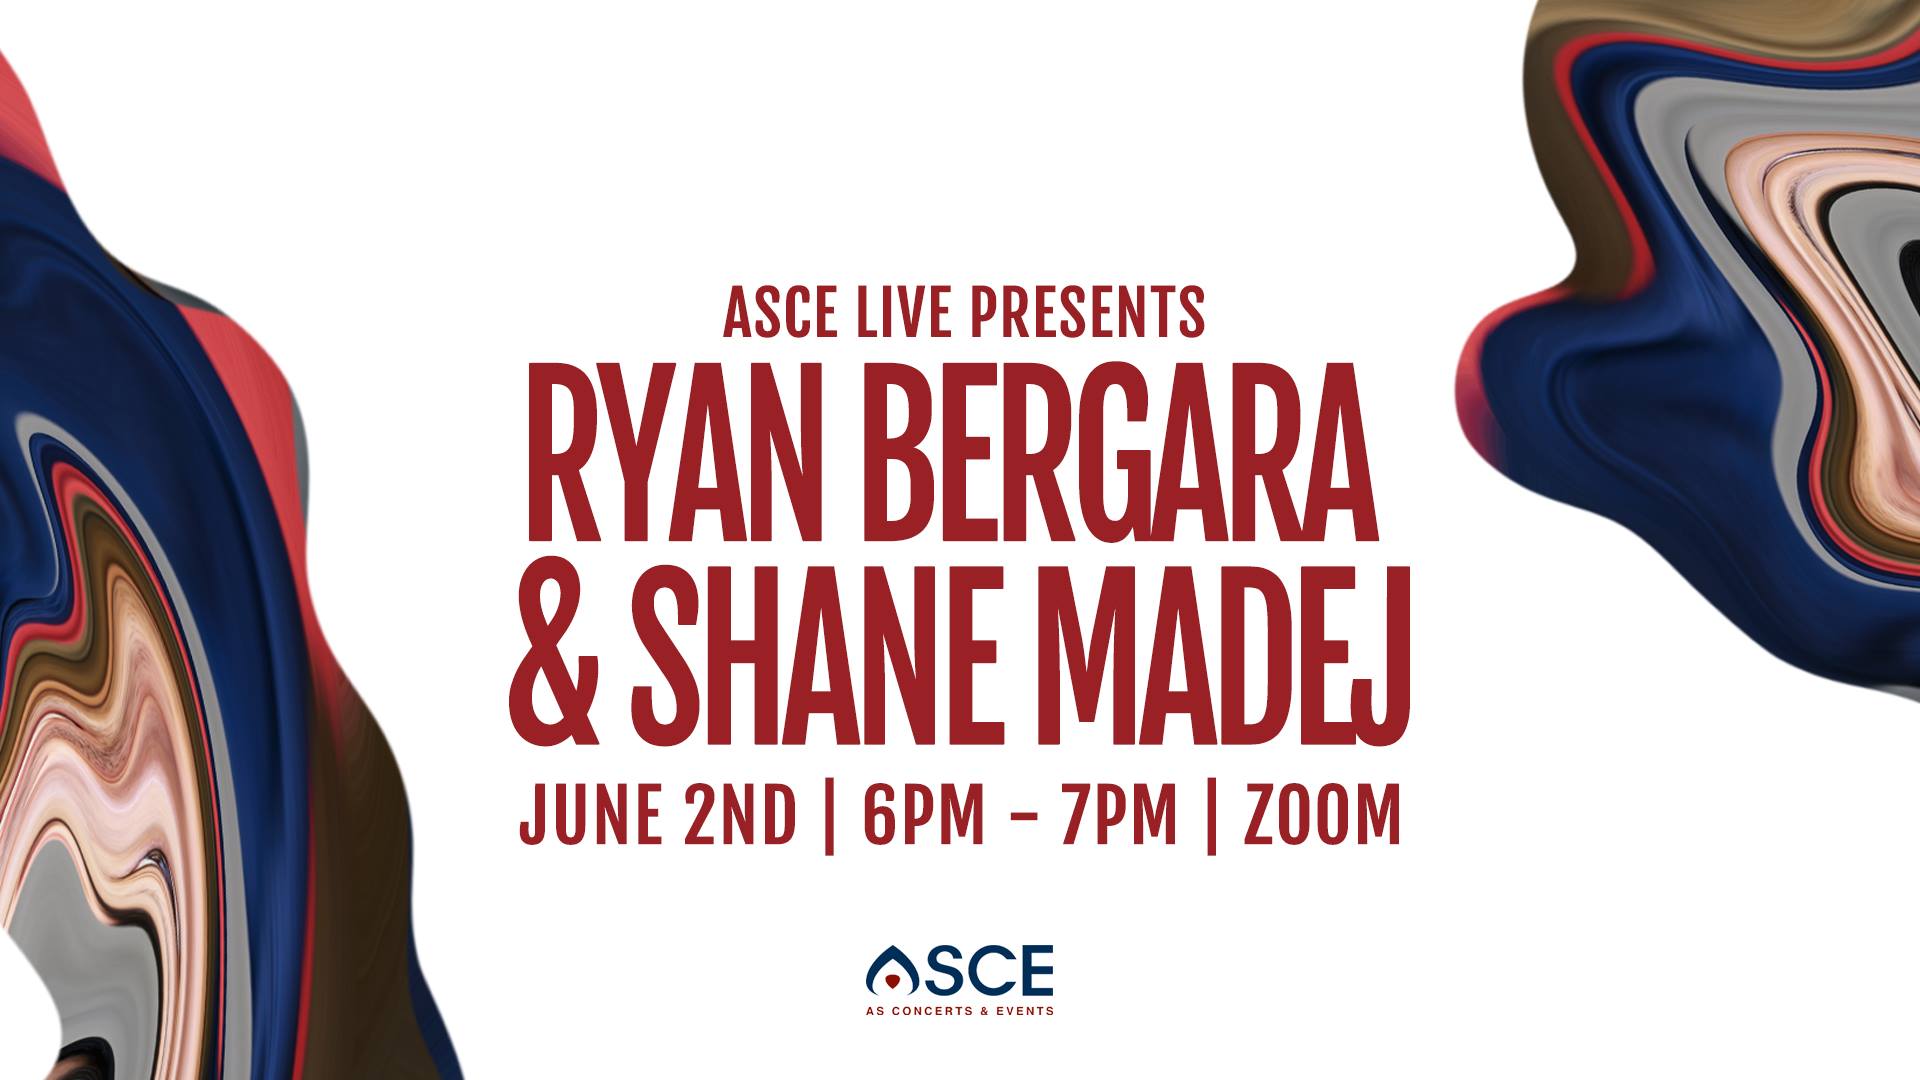 ASCE LIVE PRESENTS
RYAN BERGARA
& SHANE MADEJ
JUNE 2ND | 6PM - 7PM | ZOOM
ASCE
AS CONCERTS & EVENTS